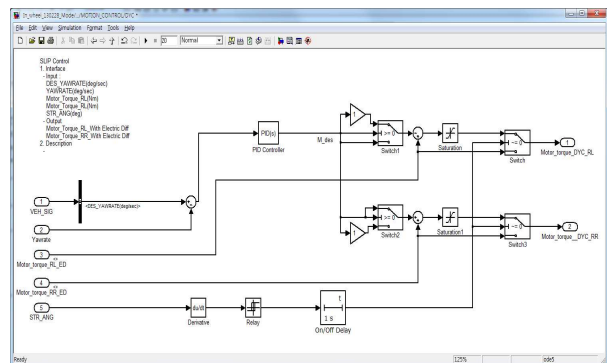 In_wheel_130228_Model:../MOTION_CONTROL/DYC *
File Edit View Simulation Format Tools Help
20 Normal
SLIP Control
1. Interface
- Input :
DES_YAWRATE(deg/sec)
YAWRATE(deg/sec)
Motor_Torque_RL(Nm)
Motor_Torque_RL(Nm)
STR_ANG(deg)
- Output
Motor_Torque_RL_With Electric Diff
Motor_Torque_RR_With Electric Diff
2. Description
-
PID(s)
PID Controller
M_des
1
>= 0
Switch1
Saturation
~= 0
Switch
1
Motor_torque_DYC_RL
1
VEH_SIG
<DES_YAWRATE(deg/sec)>
2
Yawrate
3
Motor_torque_RL_ED
>= 0
Switch2
1
Saturation1
~= 0
Switch3
2
Motor_torque__DYC_RR
4
Motor_torque_RR_ED
5
STR_ANG
du/dt
Derivative
Relay
t
1 s
On/Off Delay
Ready
125%
ode5